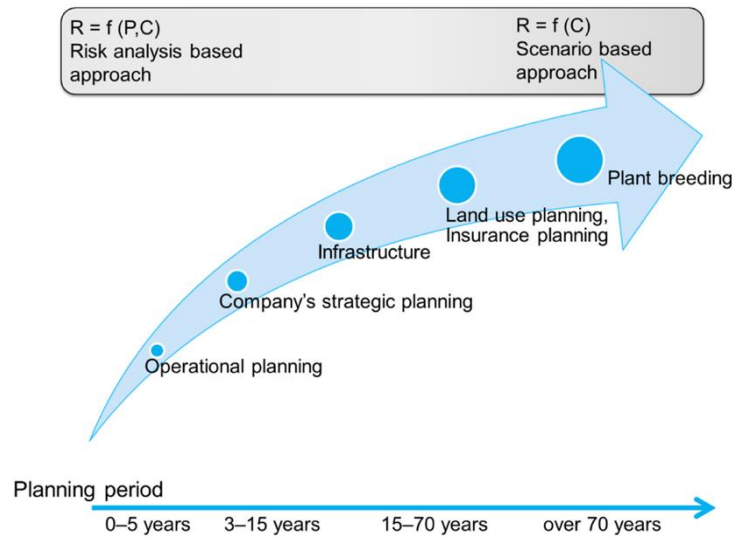 R = f (P,C)
Risk analysis based
approach
R = f (C)
Scenario based
approach
Plant breeding
Land use planning,
Insurance planning
Infrastructure
Company's strategic planning
Operational planning
Planning period
0–5 years
3–15 years
15–70 years
over 70 years